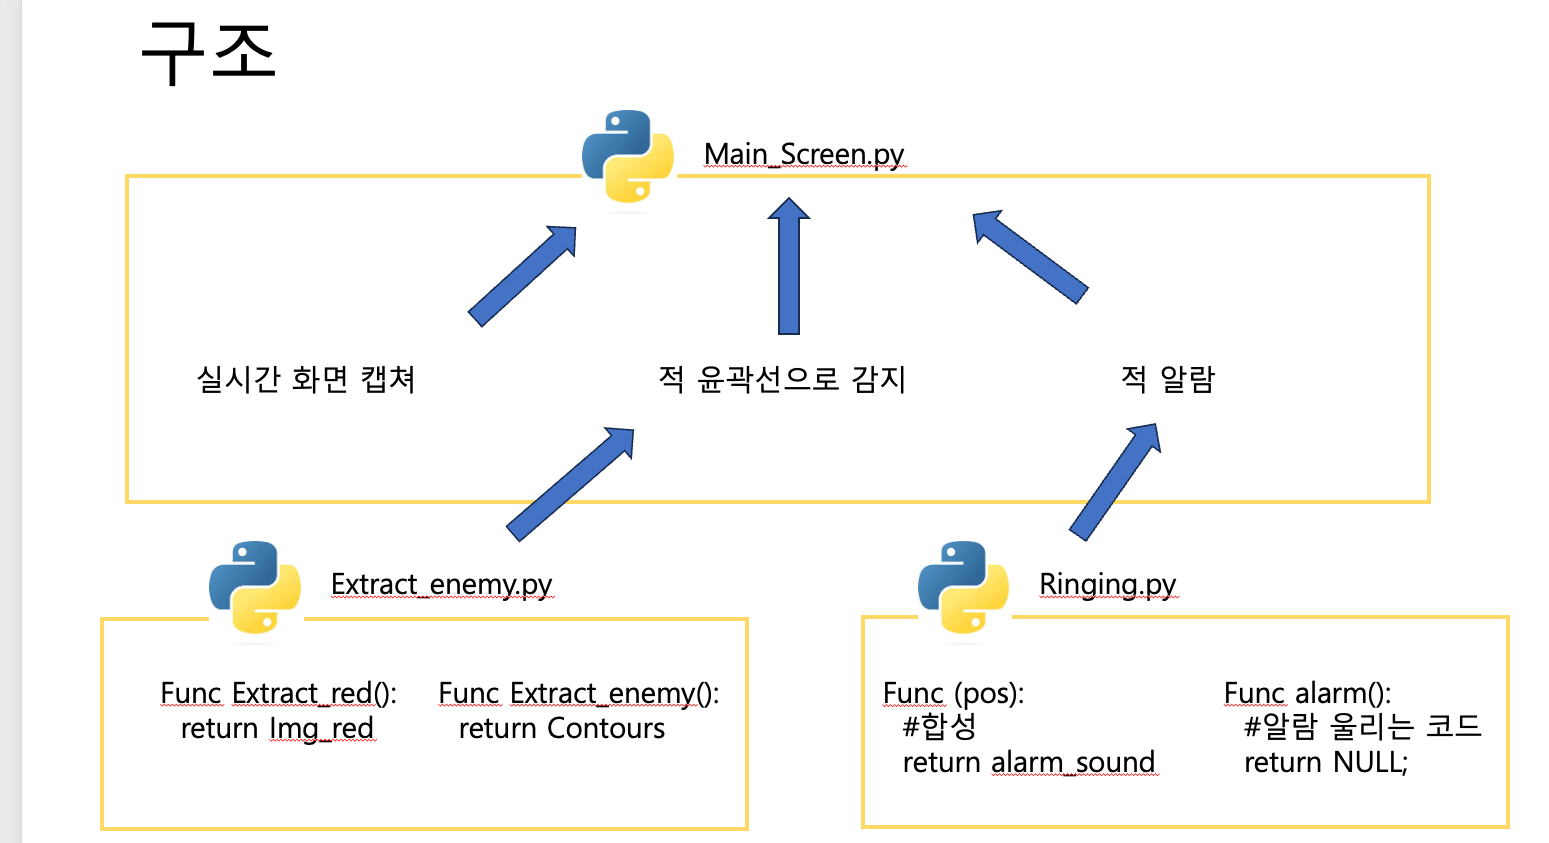 구조
Main_Screen.py
실시간 화면 캡쳐
적 윤곽선으로 감지
적 알람
Extract_enemy.py
Func Extract_red():
return Img_red
Func Extract_enemy():
return Contours
Ringing.py
Func (pos):
#합성
return alarm_sound
Func alarm():
#알람 울리는 코드
return NULL;